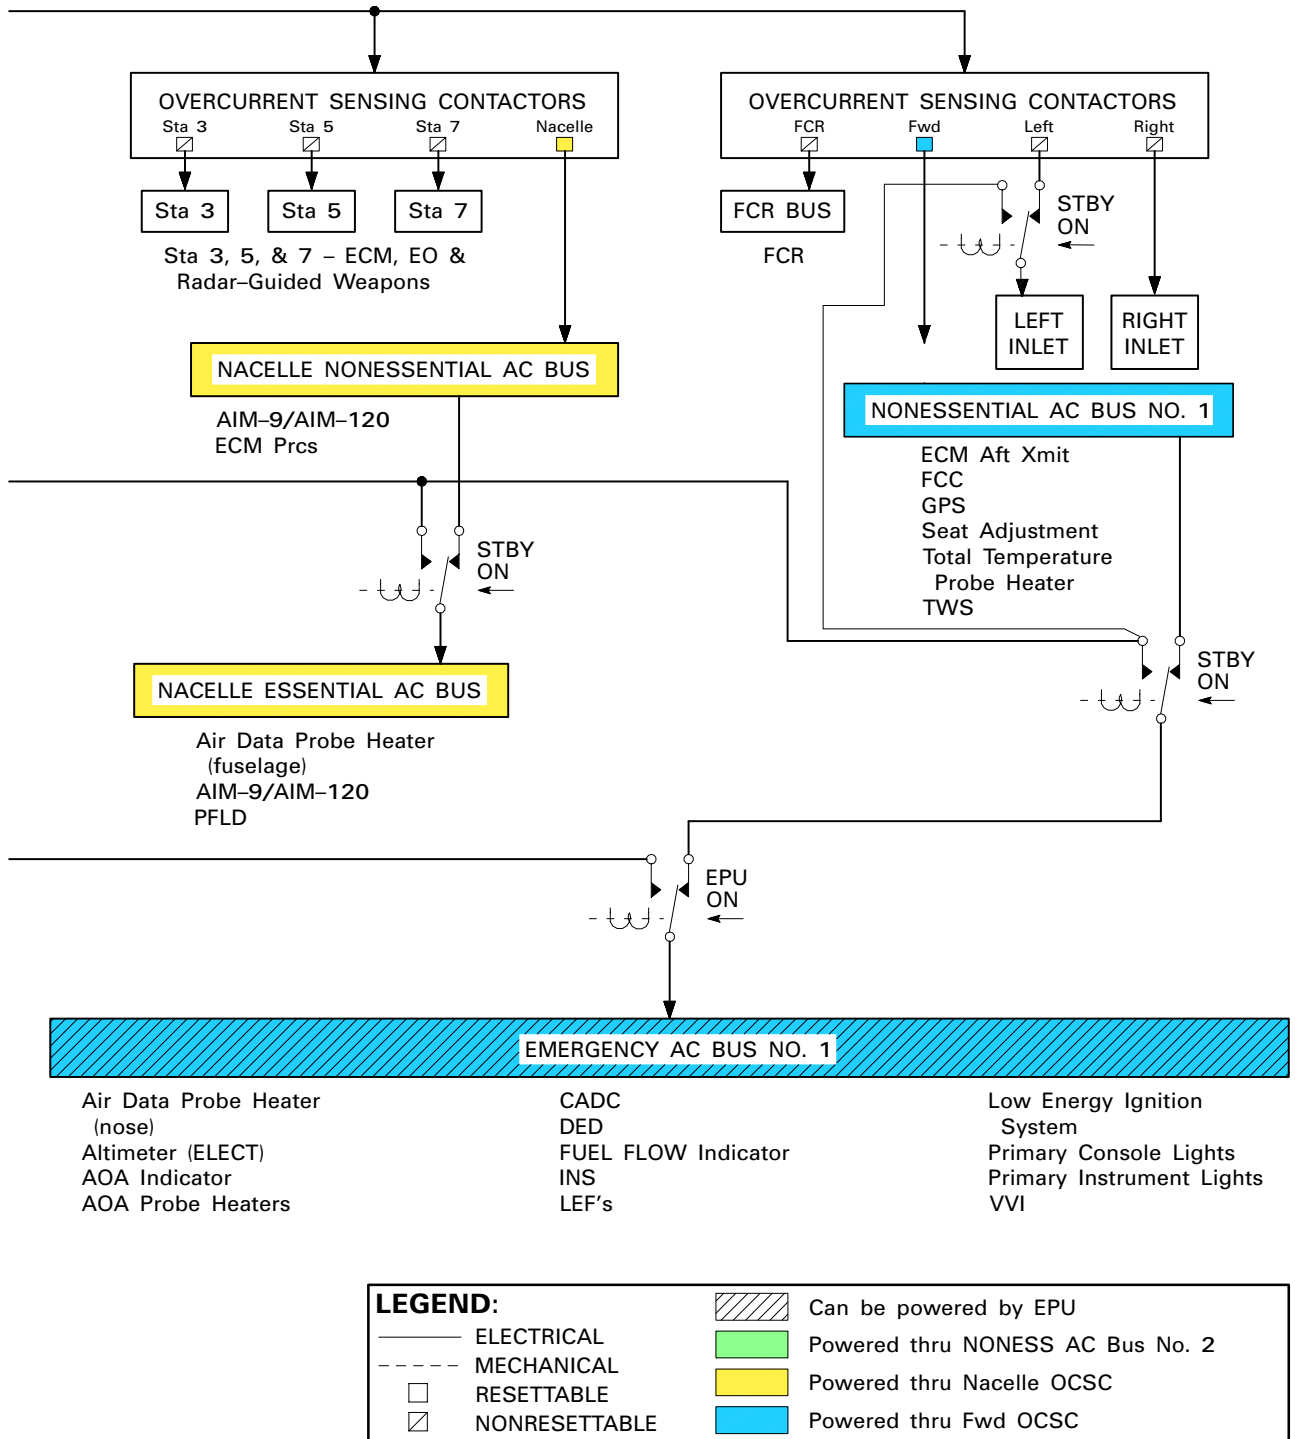 OVERCURRENT SENSING CONTACTORS
Sta 3 Sta 5 Sta 7 Nacelle
Sta 3 Sta 5 Sta 7
Sta 3, 5, & 7 – ECM, EO &
Radar–Guided Weapons
OVERCURRENT SENSING CONTACTORS
FCR Fwd Left Right
FCR BUS
FCR
STBY
ON
LEFT
INLET
RIGHT
INLET
NACELLE NONESSENTIAL AC BUS
AIM–9/AIM–120
ECM Prcs
NONESSENTIAL AC BUS NO. 1
ECM Aft Xmit
FCC
GPS
Seat Adjustment
Total Temperature
Probe Heater
TWS
STBY
ON
STBY
ON
NACELLE ESSENTIAL AC BUS
Air Data Probe Heater
(fuselage)
AIM–9/AIM–120
PFLD
EPU
ON
EMERGENCY AC BUS NO. 1
Air Data Probe Heater
(nose)
Altimeter (ELECT)
AOA Indicator
AOA Probe Heaters
CADC
DED
FUEL FLOW Indicator
INS
LEF's
Low Energy Ignition
System
Primary Console Lights
Primary Instrument Lights
VVI
LEGEND:
ELECTRICAL
MECHANICAL
RESETTABLE
NONRESETTABLE
Can be powered by EPU
Powered thru NONESS AC Bus No. 2
Powered thru Nacelle OCSC
Powered thru Fwd OCSC